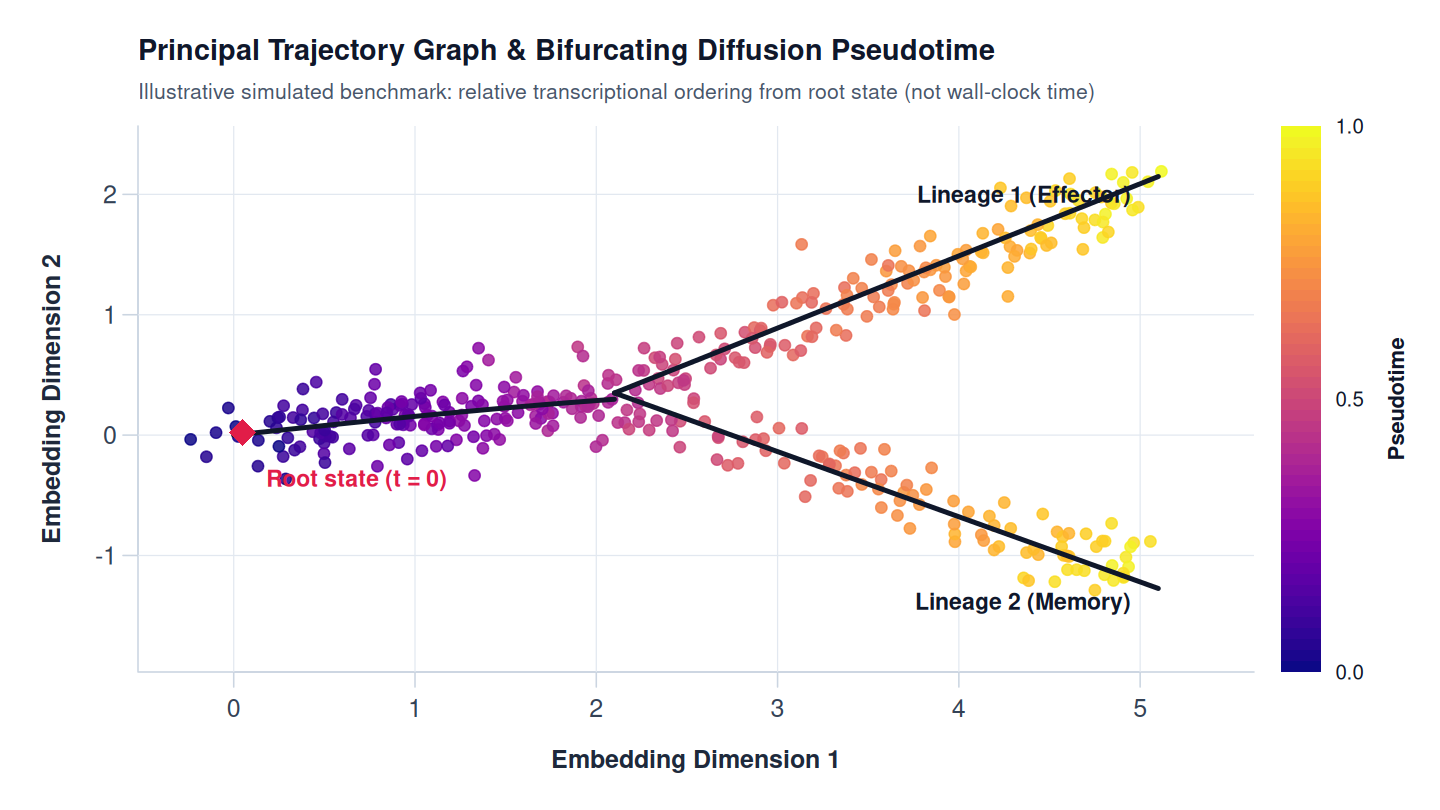 Principal Trajectory Graph & Bifurcating Diffusion Pseudotime
Illustrative simulated benchmark: relative transcriptional ordering from root state (not wall-clock time)
1.0
0.5
0.0
Pseudotime
Embedding Dimension 2
2
1
0
-1
Lineage 1 (Effector)
Root state (t = 0)
Lineage 2 (Memory)
0 1 2 3 4 5
Embedding Dimension 1